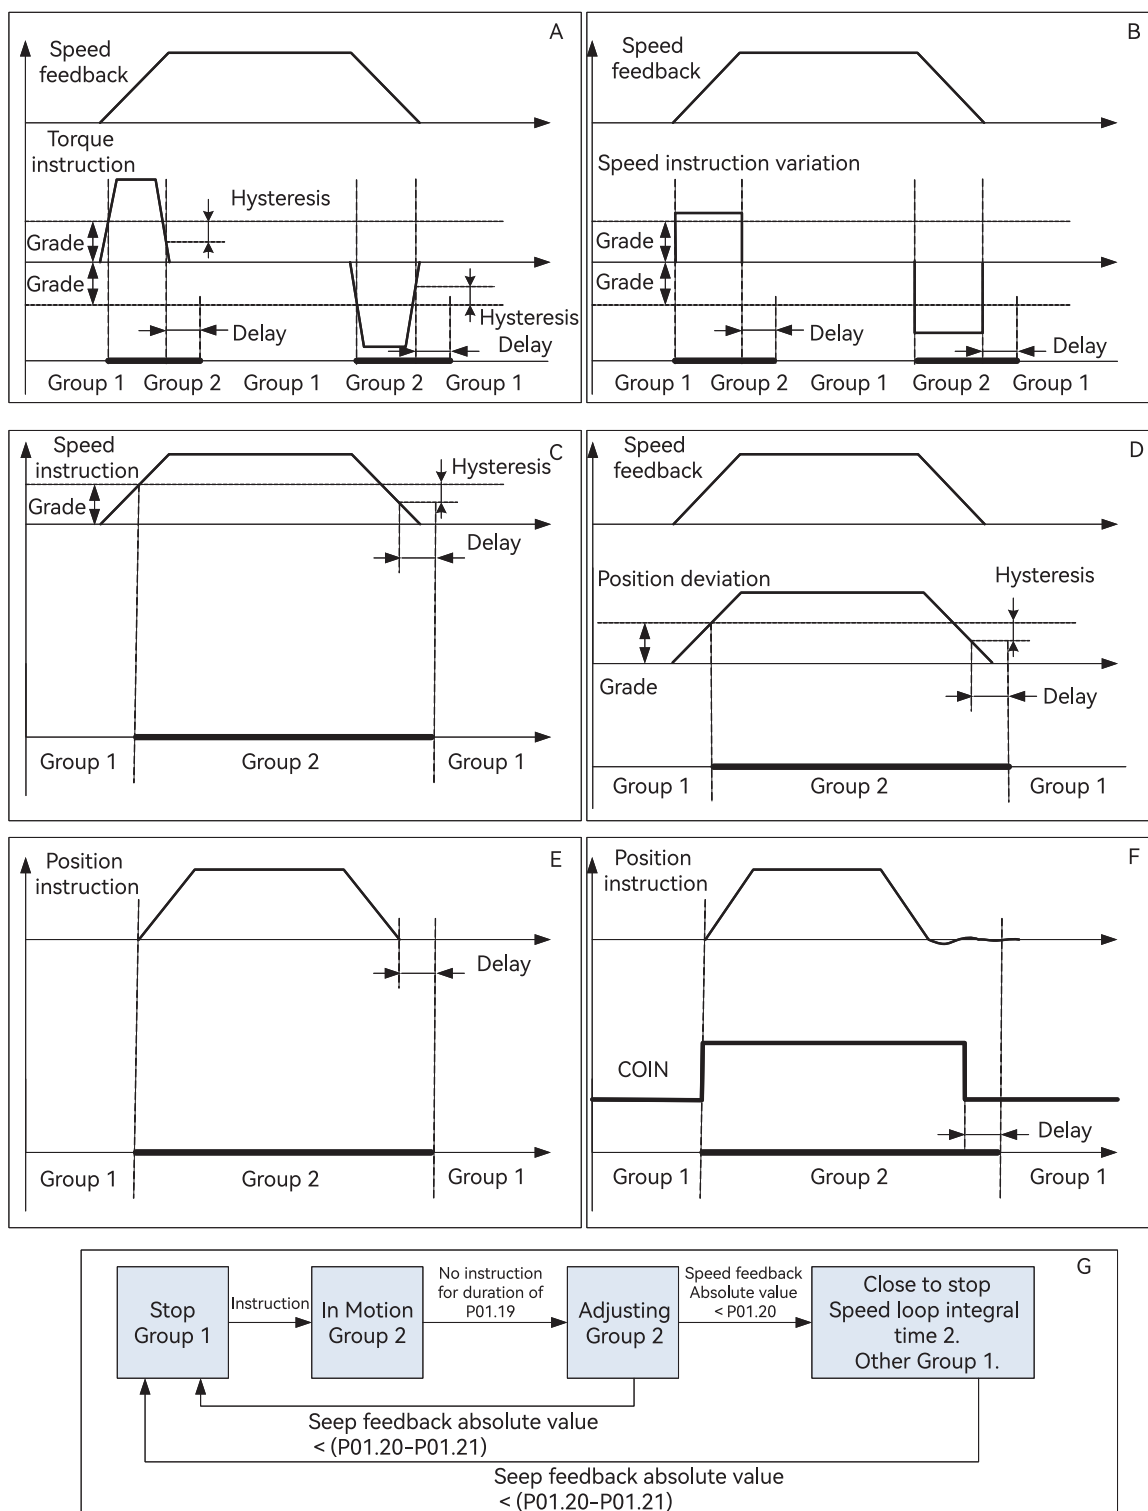 A
Speed
feedback
Torque
instruction
Hysteresis
Grade
Grade
Hysteresis
Delay
Delay
Group 1 Group 2 Group 1 Group 2 Group 1
B
Speed
feedback
Speed instruction variation
Grade
Grade
Delay
Delay
Group 1 Group 2 Group 1 Group 2 Group 1
C
Speed
instruction
Hysteresis
Grade
Delay
Group 1 Group 2 Group 1
D
Speed
feedback
Position deviation
Hysteresis
Grade
Delay
Group 1 Group 2 Group 1
E
Position
instruction
Delay
Group 1 Group 2 Group 1
F
Position
instruction
COIN
Delay
Group 1 Group 2 Group 1
G
Stop
Group 1
Instruction
In Motion
Group 2
No instruction
for duration of
P01.19
Adjusting
Group 2
Speed feedback
Absolute value
< P01.20
Close to stop
Speed loop integral
time 2.
Other Group 1.
Seep feedback absolute value
< (P01.20-P01.21)
Seep feedback absolute value
< (P01.20-P01.21)